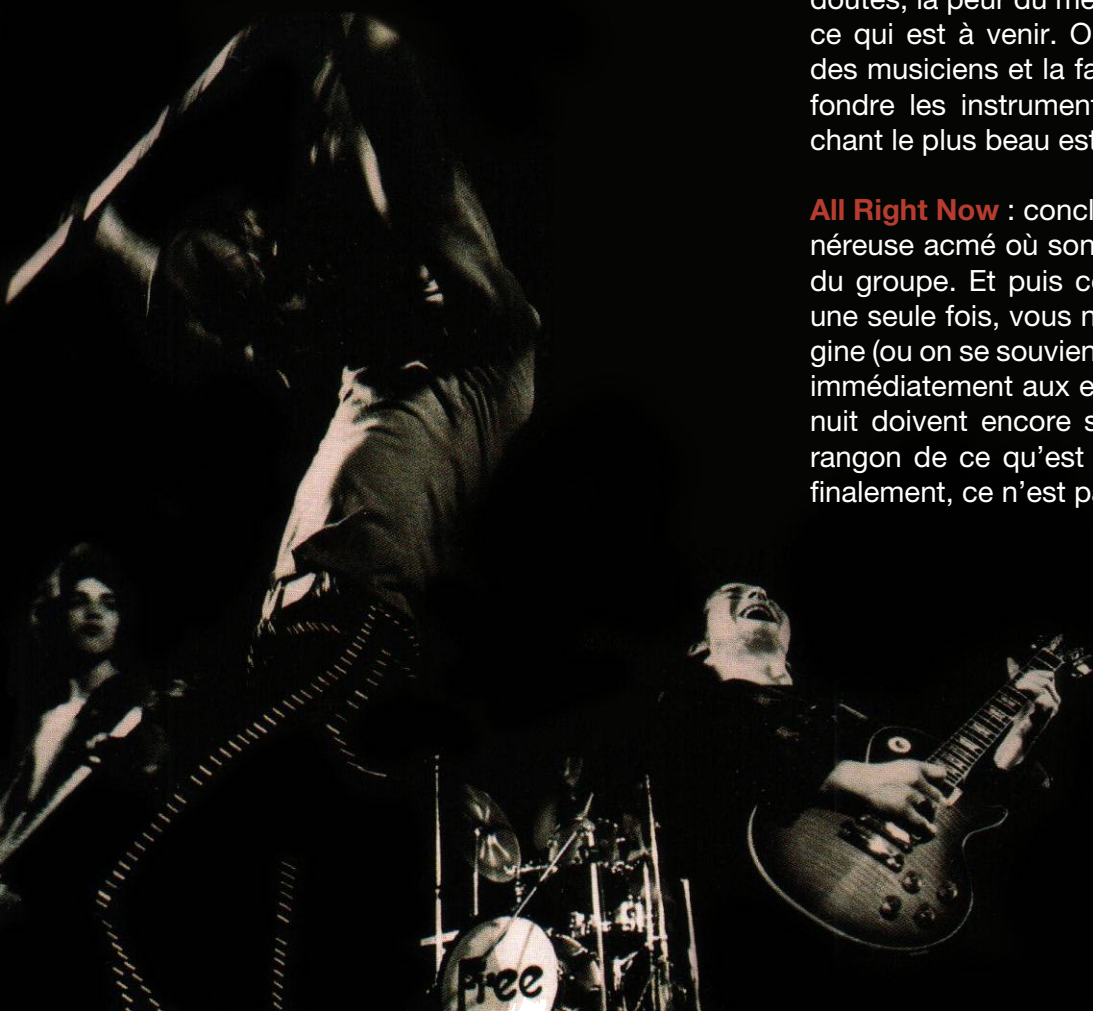 doutes, la peur du me
ce qui est à venir. O
des musiciens et la fa
fondre les instrument
chant le plus beau est
All Right Now : concl
néreuse acmé où son
du groupe. Et puis ce
une seule fois, vous n
gine (ou on se souvien
immédiatement aux e
nuit doivent encore s
rangon de ce qu'est
finalement, ce n'est pa
Free